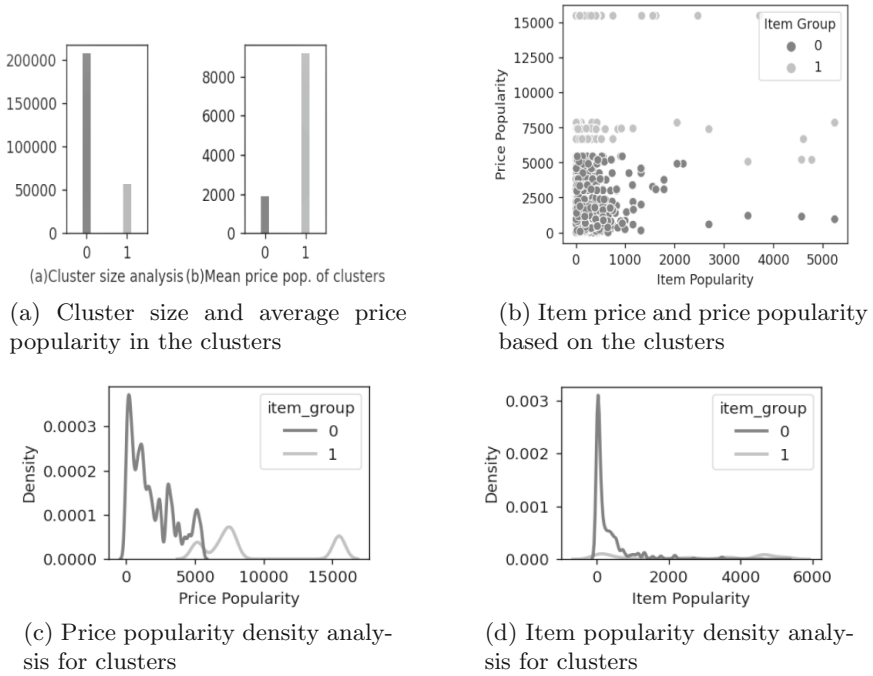 200000
150000
100000
50000
0
0 1
8000
6000
4000
2000
0
0 1
(a)Cluster size analysis (b)Mean price pop. of clusters
(a) Cluster size and average price
popularity in the clusters
15000
12500
10000
7500
5000
2500
0
Price Popularity
Item Group
0
1
0 1000 2000 3000 4000 5000
Item Popularity
(b) Item price and price popularity
based on the clusters
0.0003
0.0002
0.0001
0.0000
Density
item_group
0
1
0 5000 10000 15000
Price Popularity
(c) Price popularity density analy-
sis for clusters
0.003
0.002
0.001
0.000
Density
item_group
0
1
0 2000 4000 6000
Item Popularity
(d) Item popularity density analy-
sis for clusters